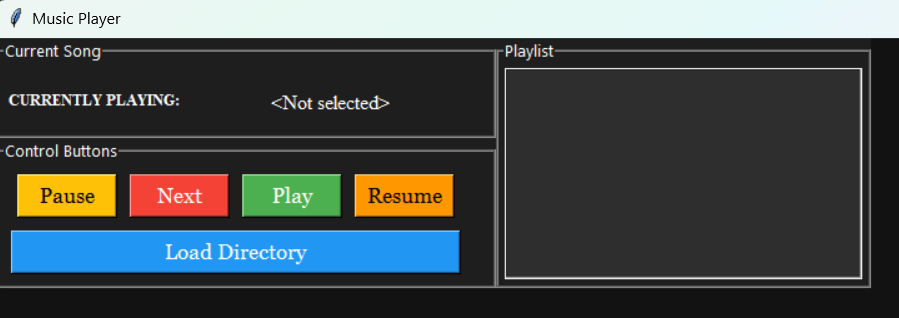 Music Player
Current Song
CURRENTLY PLAYING: <Not selected>
Control Buttons
Pause Next Play Resume
Load Directory
Playlist